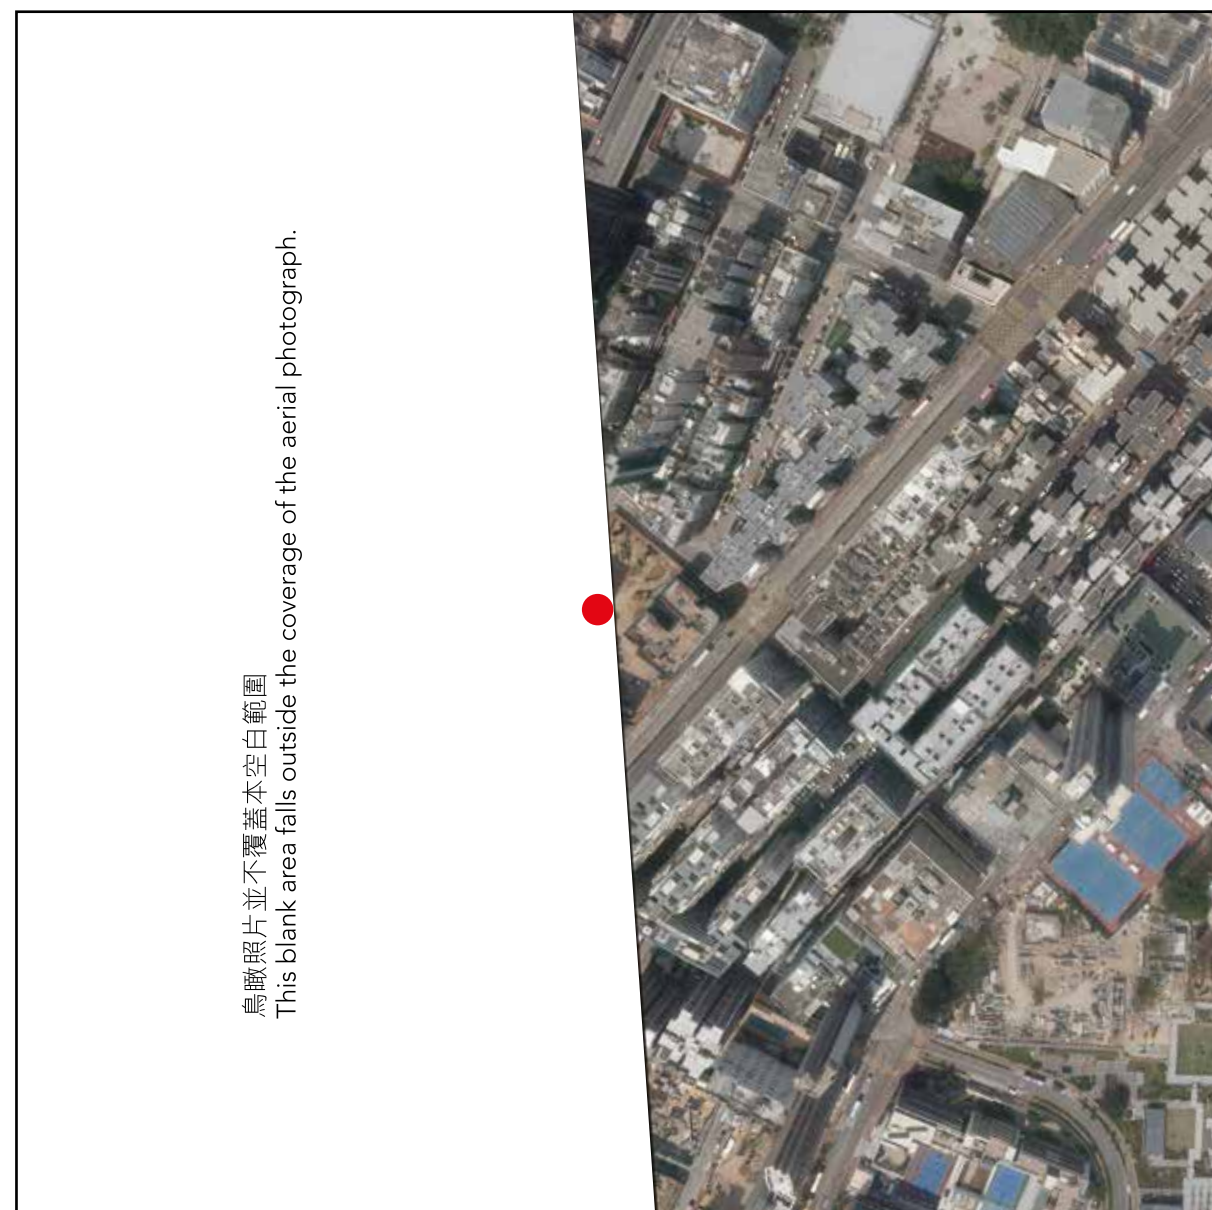 鳥瞰照片並不覆蓋本空白範圍
This blank area falls outside the coverage of the aerial photograph.